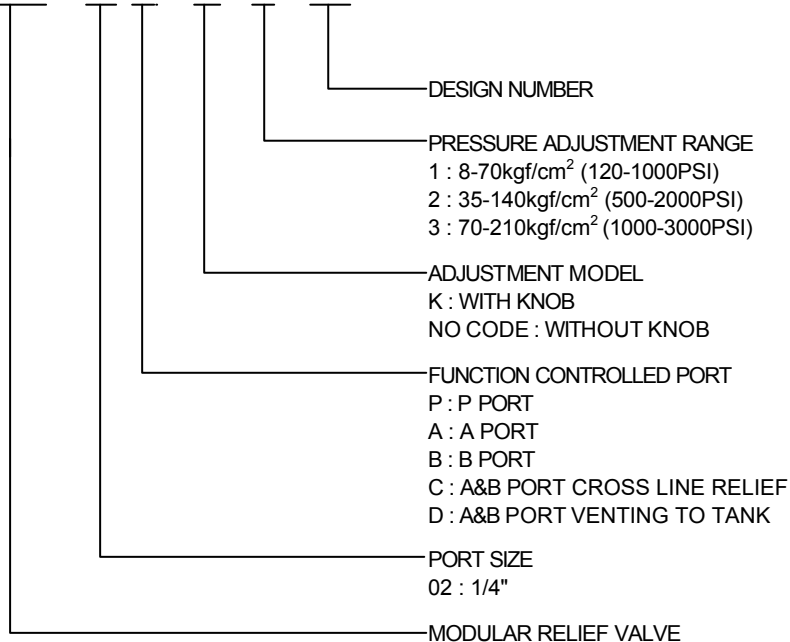 DESIGN NUMBER
PRESSURE ADJUSTMENT RANGE
1 : 8-70kgf/cm² (120-1000PSI)
2 : 35-140kgf/cm² (500-2000PSI)
3 : 70-210kgf/cm² (1000-3000PSI)
ADJUSTMENT MODEL
K : WITH KNOB
NO CODE : WITHOUT KNOB
FUNCTION CONTROLLED PORT
P : P PORT
A : A PORT
B : B PORT
C : A&B PORT CROSS LINE RELIEF
D : A&B PORT VENTING TO TANK
PORT SIZE
02 : 1/4"
MODULAR RELIEF VALVE